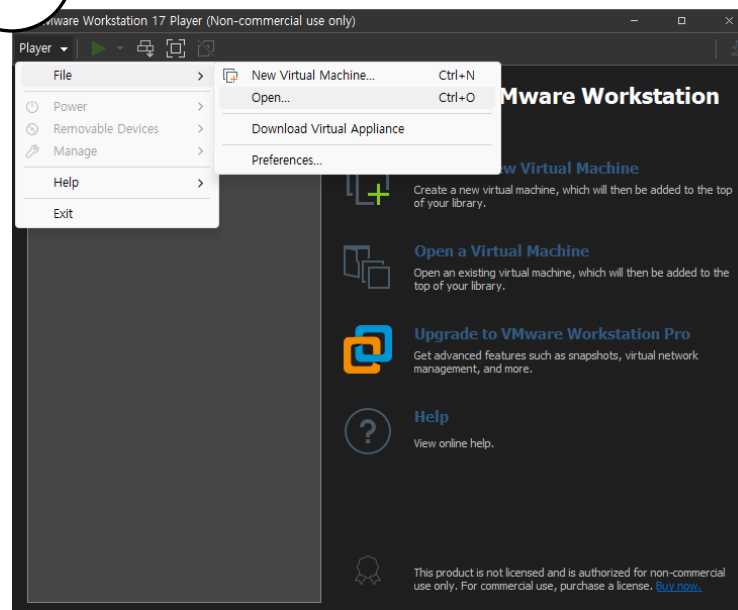 Mware Workstation 17 Player (Non-commercial use only)
Player
File
New Virtual Machine... Ctrl+N
Open... Ctrl+O
Power
Removable Devices
Download Virtual Appliance
Manage
Preferences...
Help
Exit
Mware Workstation
w Virtual Machine
Create a new virtual machine, which will then be added to the top
of your library.
Open a Virtual Machine
Open an existing virtual machine, which will then be added to the
top of your library.
Upgrade to VMware Workstation Pro
Get advanced features such as snapshots, virtual network
management, and more.
Help
View online help.
This product is not licensed and is authorized for non-commercial
use only. For commercial use, purchase a license. Buy now.